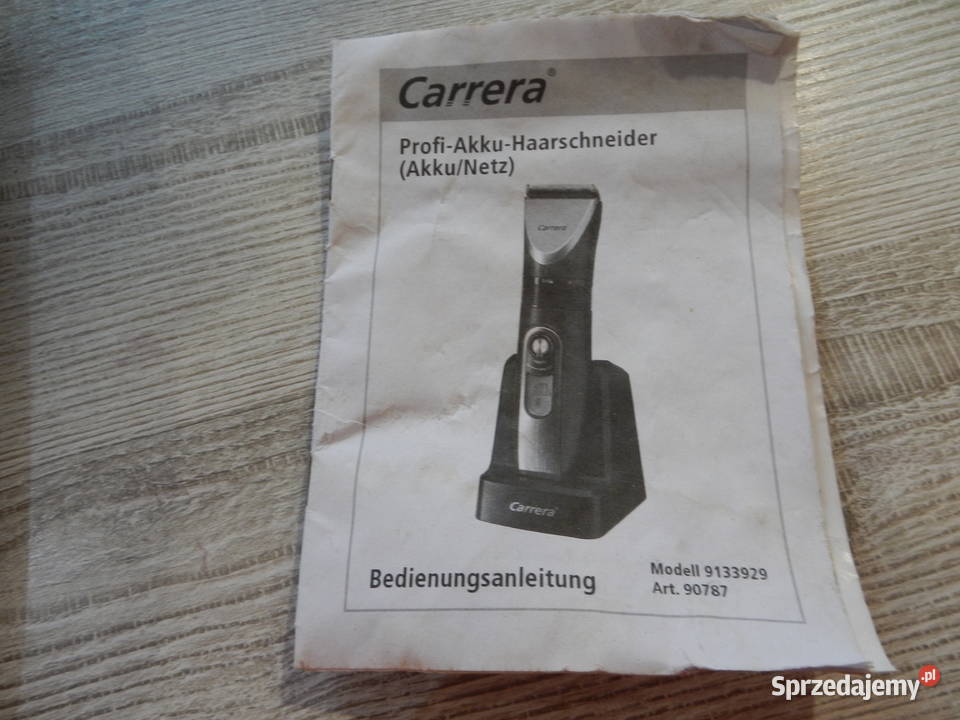 Carrera®
Profi-Akku-Haarschneider
(Akku/Netz)
Carrera
Carrera®
Bedienungsanleitung
Modell 9133929
Art. 90787
Sprzedajemy.pl